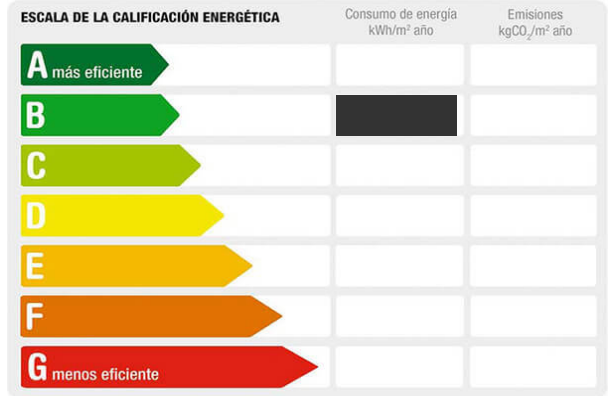 ESCALA DE LA CALIFICACIÓN ENERGÉTICA
Consumo de energía
kWh/m² año
Emisiones
kgCO₂/m² año
A más eficiente
B
C
D
E
F
G menos eficiente